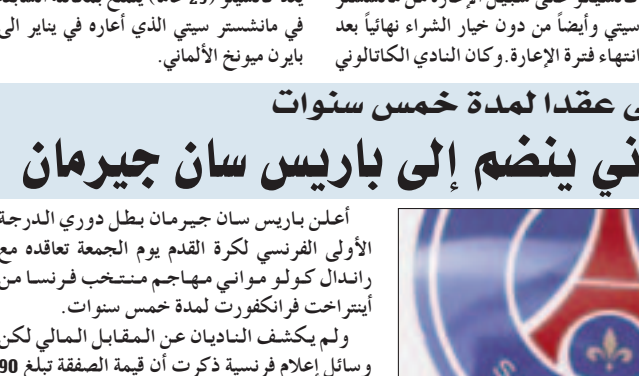 سيتي وأيضاً من دون خيار الشراء نهائياً بعد
انتهاء فترة الإعارة.وكان النادي الكاتالوني
في مانشستر سيتي الذي أعاره في يناير الى
بايرن ميونخ الألماني.
عقدا لمدة خمس سنوات
ني ينضم إلى باريس سان جيرمان
أعلن باريس سان جيرمان بطل دوري الدرجة
الأولى الفرنسي لكرة القدم يوم الجمعة تعاقده مع
راندال كولو مواني مهاجم منتخب فرنسا من
أينتراخت فرانكفورت لمدة خمس سنوات.
ولم يكشف الناديان عن المقابل المالي لكن
وسائل إعلام فرنسية ذكرت أن قيمة الصفقة تبلغ 90